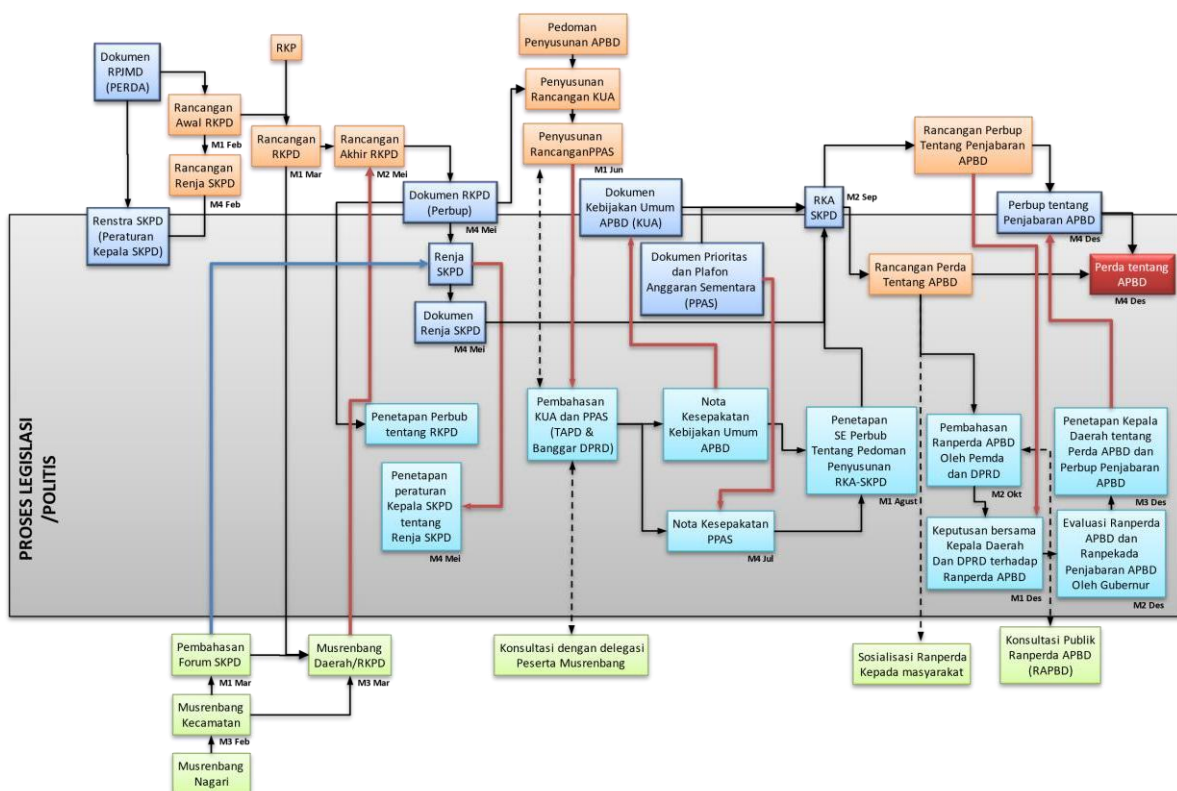 Dokumen
RPJMD
(PERDA)
RKP
Pedoman
Penyusunan APBD
Rancangan
Awal RKPD
M1 Feb
Penyusunan
Rancangan KUA
Rancangan
RKPD
M1 Mar
Rancangan
Akhir RKPD
M2 Mei
Penyusunan
RancanganPPAS
M1 Jun
Rancangan Perbup
Tentang Penjabaran
APBD
Rancangan
Renja SKPD
M4 Feb
Dokumen RKPD
(Perbup)
M4 Mei
Dokumen
Kebijakan Umum
APBD (KUA)
RKA
SKPD
M2 Sep
Perbup tentang
Penjabaran APBD
M4 Des
Renstra SKPD
(Peraturan
Kepala SKPD)
Renja
SKPD
Dokumen Prioritas
dan Plafon
Anggaran Sementara
(PPAS)
Rancangan Perda
Tentang APBD
Perda tentang
APBD
M4 Des
Dokumen
Renja SKPD
M4 Mei
PROSES LEGISLASI
/POLITIS
Penetapan Perbub
tentang RKPD
Pembahasan
KUA dan PPAS
(TAPD &
Banggar DPRD)
Nota
Kesepakatan
Kebijakan Umum
APBD
Penetapan
SE Perbub
Tentang Pedoman
Penyusunan
RKA-SKPD
M1 Agust
Pembahasan
Ranperda APBD
Oleh Pemda
dan DPRD
M2 Okt
Penetapan Kepala
Daerah tentang
Perda APBD dan
Perbup Penjabaran
APBD
M3 Des
Penetapan
peraturan
Kepala SKPD
tentang
Renja SKPD
M4 Mei
Nota Kesepakatan
PPAS
M4 Jul
Keputusan bersama
Kepala Daerah
Dan DPRD terhadap
Ranperda APBD
M1 Des
Evaluasi Ranperda
APBD dan
Ranpekada
Penjabaran APBD
Oleh Gubernur
M2 Des
Pembahasan
Forum SKPD
M1 Mar
Musrenbang
Daerah/RKPD
M3 Mar
Konsultasi dengan delegasi
Peserta Musrenbang
Sosialisasi Ranperda
Kepada masyarakat
Konsultasi Publik
Ranperda APBD
(RAPBD)
Musrenbang
Kecamatan
M3 Feb
Musrenbang
Nagari